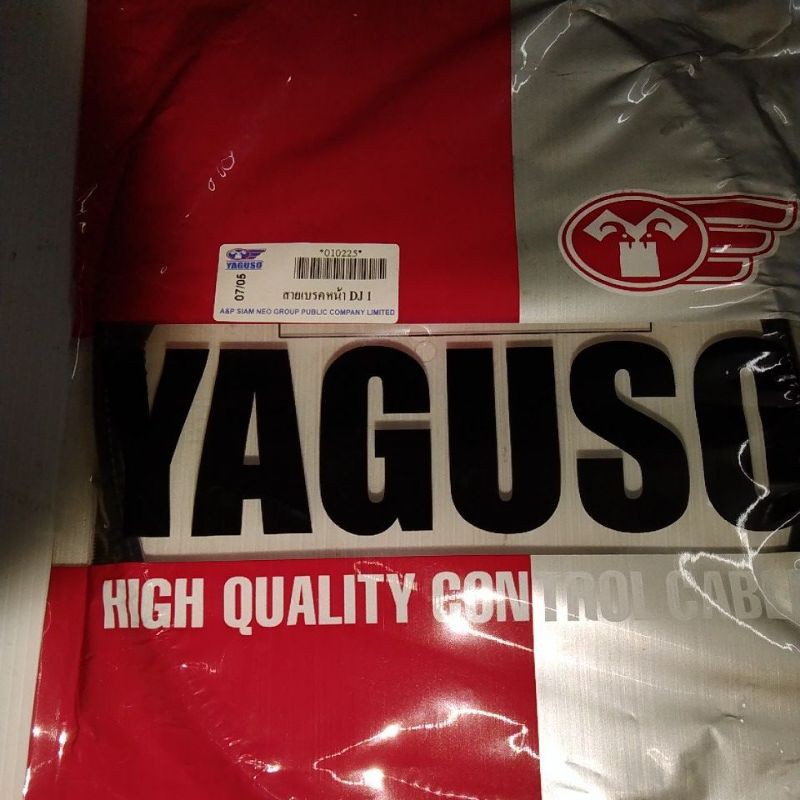 *010225*
YAGUSO
07/05
สายเบรคหน้า DJ 1
A&P SIAM NEO GROUP PUBLIC COMPANY LIMITED
YAGUSO
HIGH QUALITY CONTROL CABLE